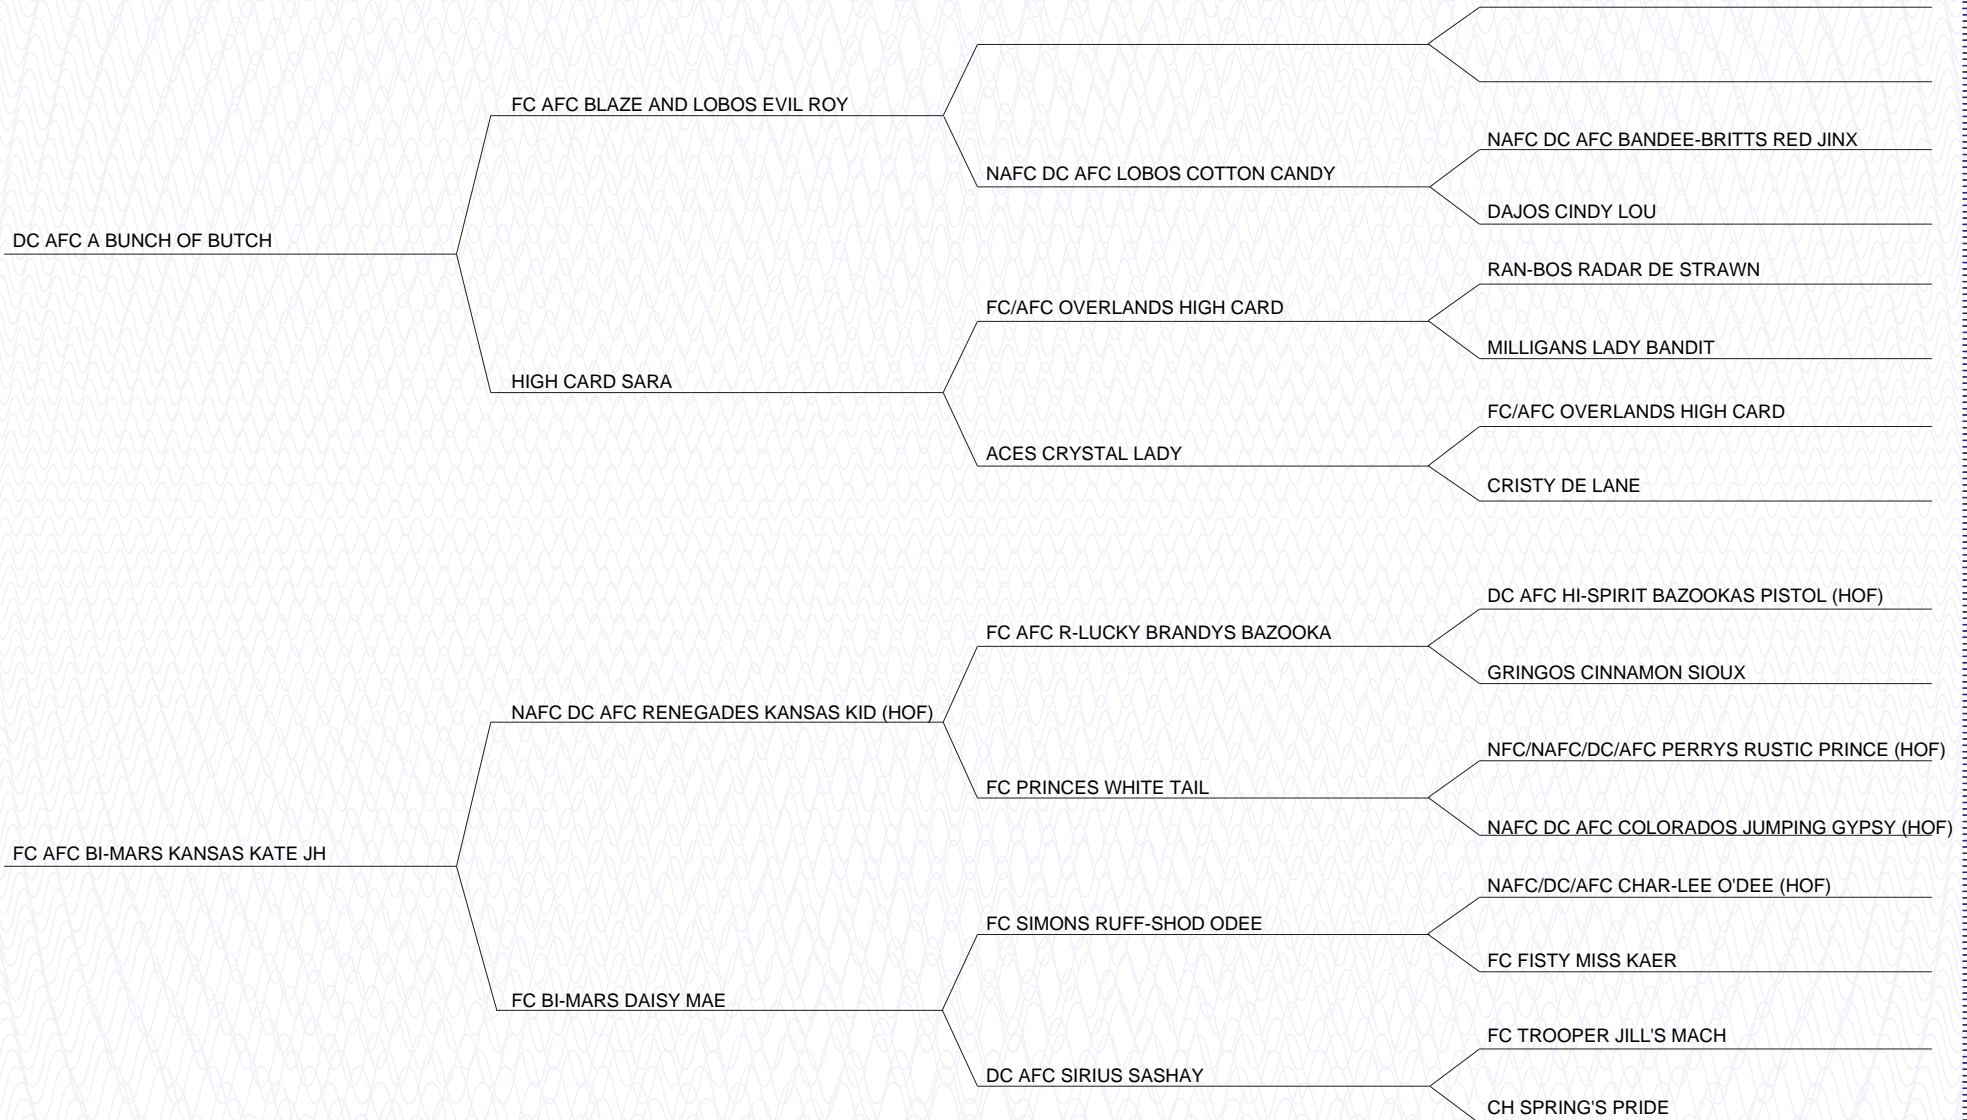 DC AFC A BUNCH OF BUTCH
FC AFC BLAZE AND LOBOS EVIL ROY
NAFC DC AFC LOBOS COTTON CANDY
NAFC DC AFC BANDEE-BRITTS RED JINX
DAJOS CINDY LOU
HIGH CARD SARA
FC/AFC OVERLANDS HIGH CARD
RAN-BOS RADAR DE STRAWN
MILLIGANS LADY BANDIT
ACES CRYSTAL LADY
FC/AFC OVERLANDS HIGH CARD
CRISTY DE LANE
FC AFC BI-MARS KANSAS KATE JH
NAFC DC AFC RENEGADES KANSAS KID (HOF)
FC AFC R-LUCKY BRANDYS BAZOOKA
DC AFC HI-SPIRIT BAZOOKAS PISTOL (HOF)
GRINGOS CINNAMON SIOUX
FC PRINCES WHITE TAIL
NFC/NAFC/DC/AFC PERRYS RUSTIC PRINCE (HOF)
NAFC DC AFC COLORADOS JUMPING GYPSY (HOF)
FC BI-MARS DAISY MAE
FC SIMONS RUFF-SHOD ODEE
NAFC/DC/AFC CHAR-LEE O'DEE (HOF)
FC FISTY MISS KAER
DC AFC SIRIUS SASHAY
FC TROOPER JILL'S MACH
CH SPRING'S PRIDE